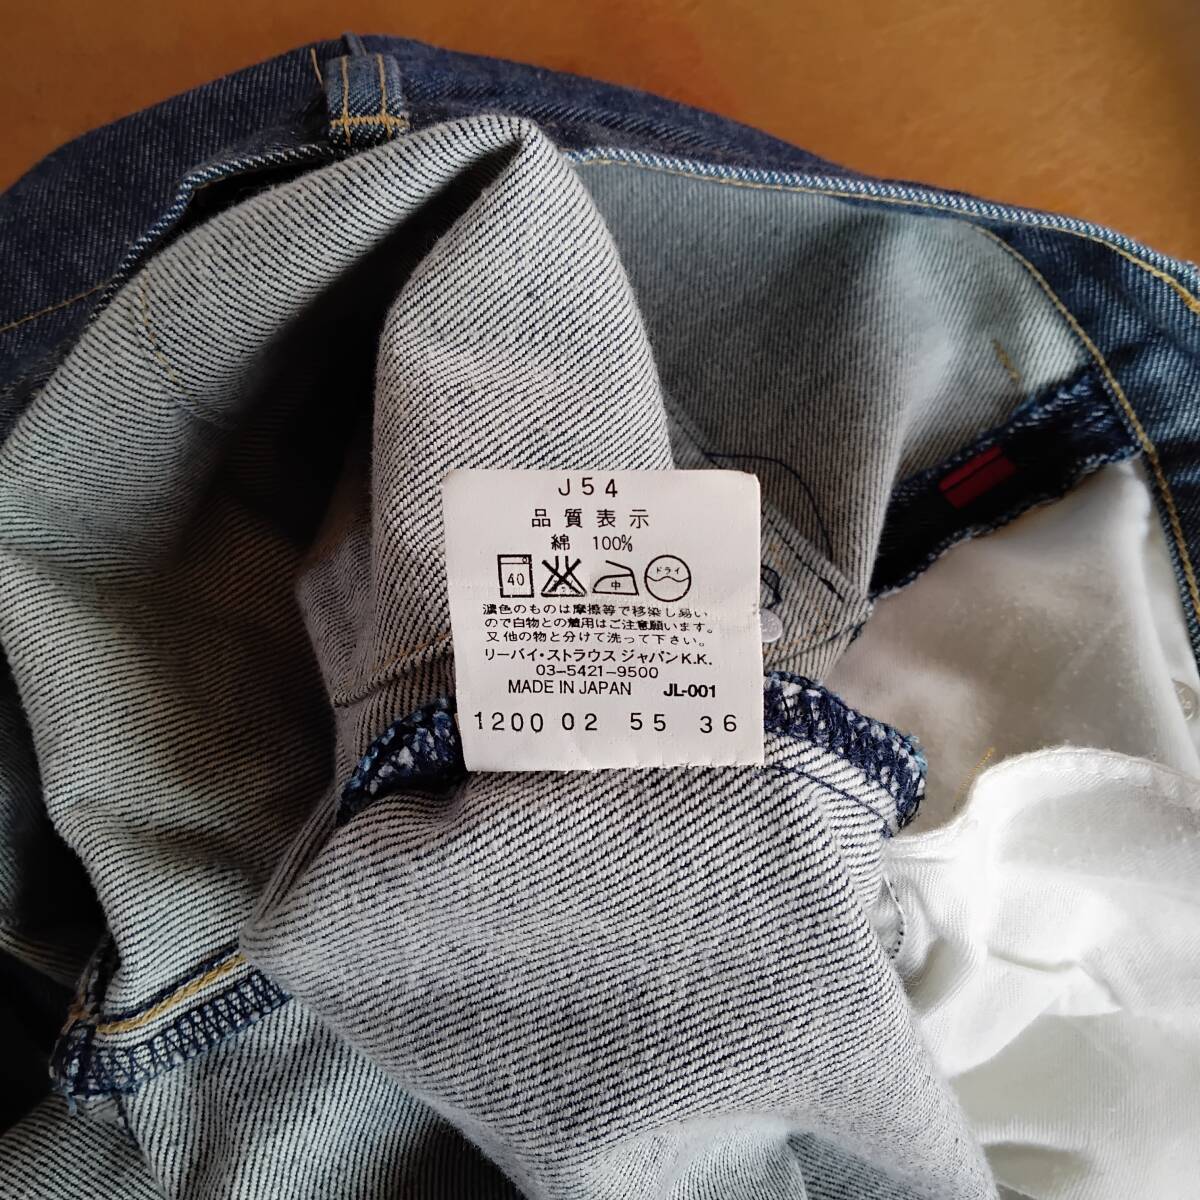 J54
品質表示
綿 100%
40 中 ドライ
濃色のものは摩擦等で移染し易い
ので白物との着用はご注意願います。
又他の物と分けて洗って下さい。
リーバイ・ストラウス ジャパン K.K.
03-5421-9500
MADE IN JAPAN JL-001
1200 02 55 36